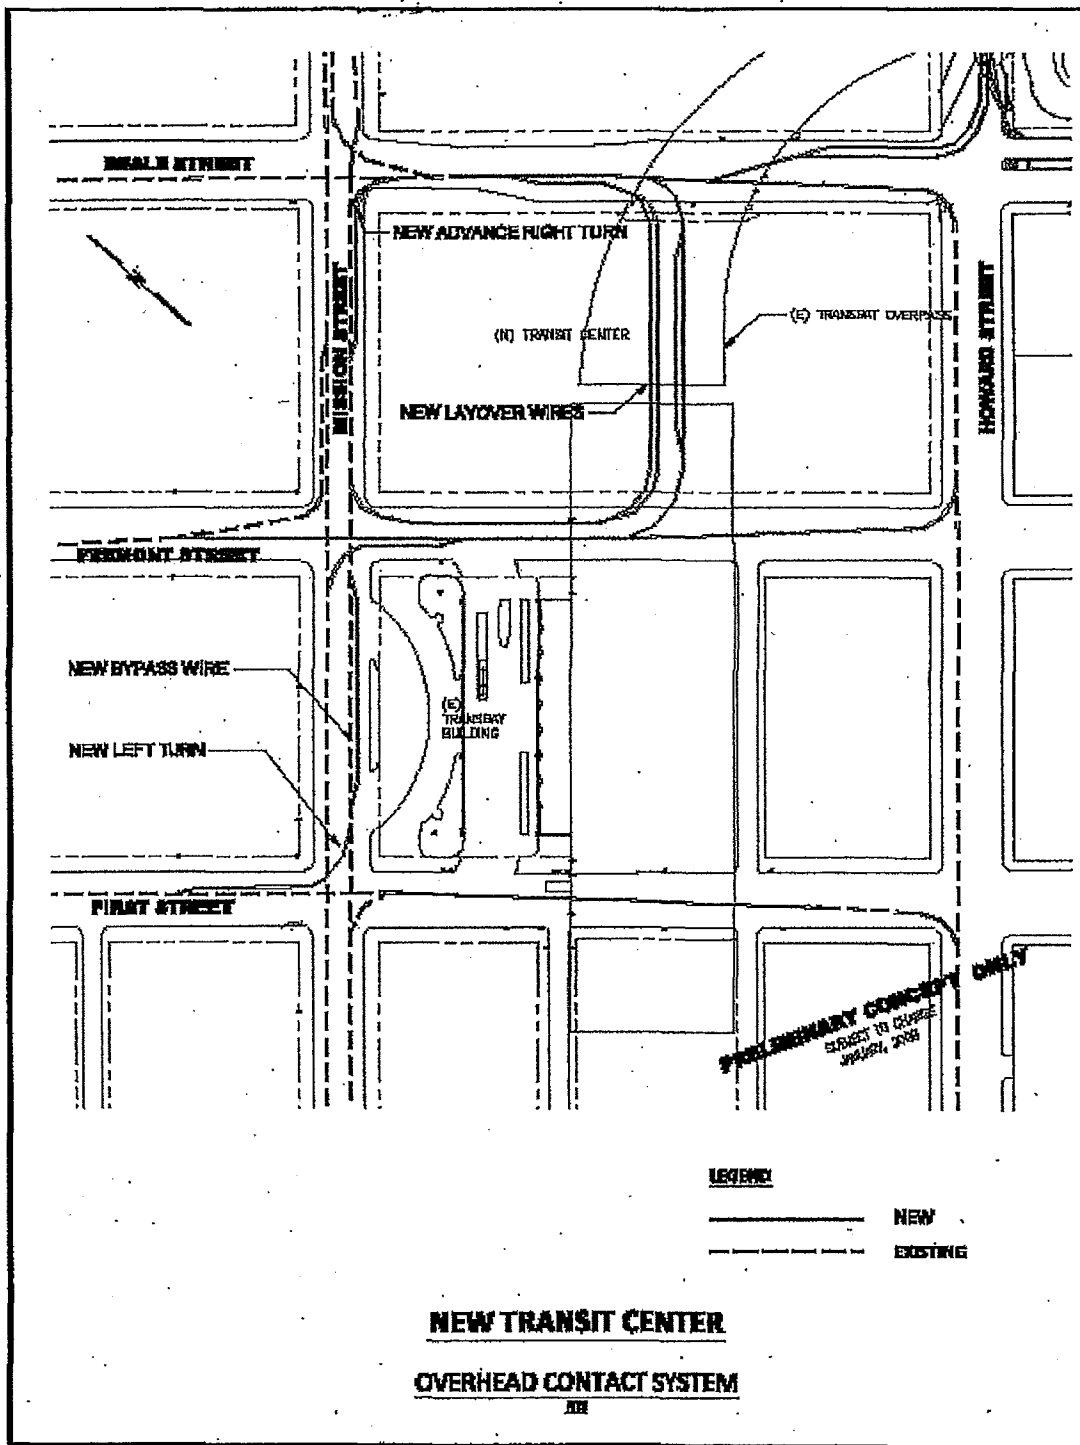 BEALE STREET
NEW ADVANCE RIGHT TURN
MISSION STREET
HOWARD STREET
(E) TRANSBAY OVERPASS
(N) TRANSIT CENTER
NEW LAYOVER WIRES
FREMONT STREET
NEW BYPASS WIRE
(E)
TRANSBAY
BUILDING
NEW LEFT TURN
FIRST STREET
PRELIMINARY CONCEPT ONLY
SUBJECT TO CHANGE
LEGEND
NEW
EXISTING
NEW TRANSIT CENTER
OVERHEAD CONTACT SYSTEM